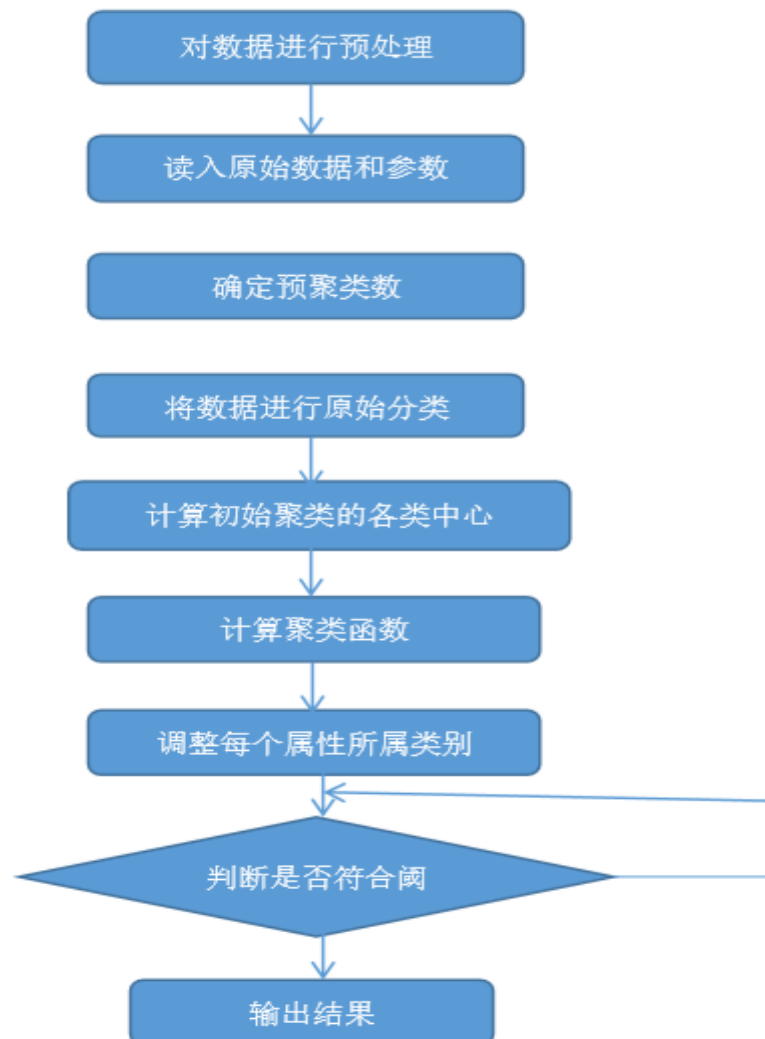 对数据进行预处理
读入原始数据和参数
确定预聚类数
将数据进行原始分类
计算初始聚类的各类中心
计算聚类函数
调整每个属性所属类别
判断是否符合阈
输出结果